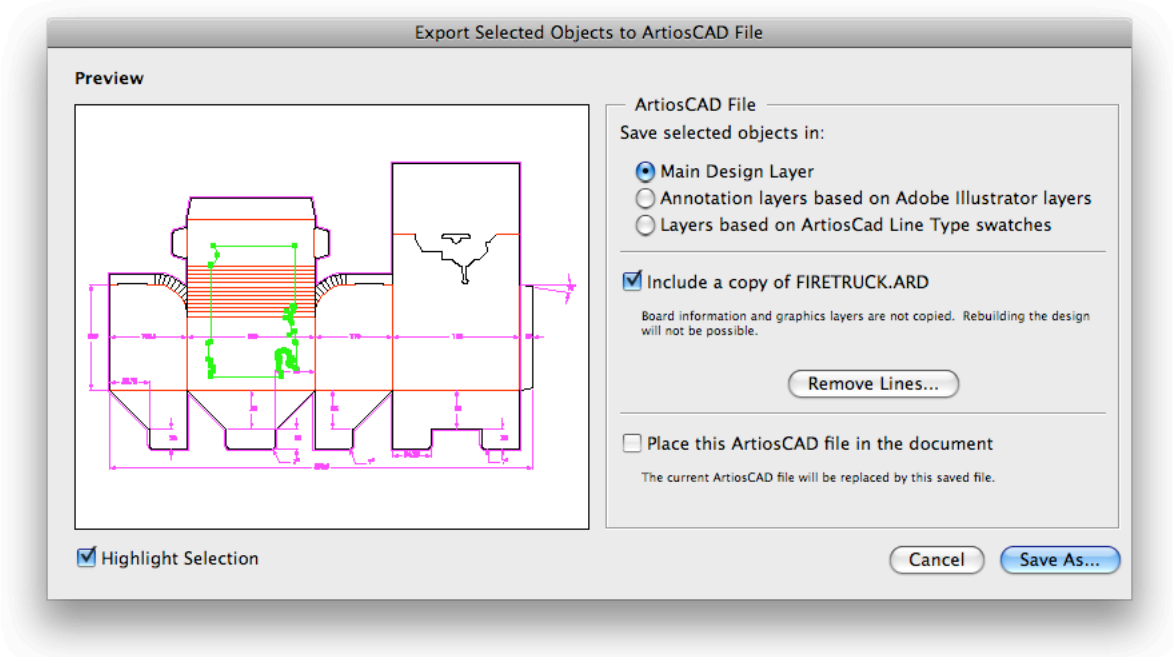 Export Selected Objects to ArtiosCAD File
Preview
ArtiosCAD File
Save selected objects in:
Main Design Layer
Annotation layers based on Adobe Illustrator layers
Layers based on ArtiosCad Line Type swatches
Include a copy of FIRETRUCK.ARD
Board information and graphics layers are not copied. Rebuilding the design
will not be possible.
Remove Lines...
Place this ArtiosCAD file in the document
The current ArtiosCAD file will be replaced by this saved file.
Highlight Selection
Cancel
Save As...